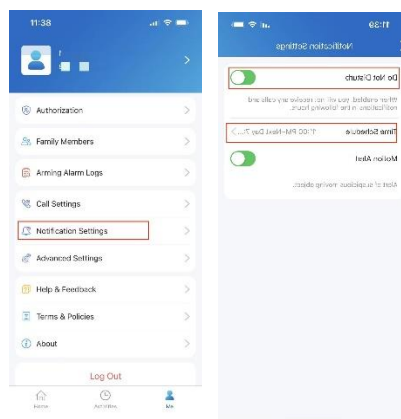 11:38
Authorization
Family Members
Arming Alarm Logs
Call Settings
Notification Settings
Advanced Settings
Help & Feedback
Terms & Policies
About
Log Out
Home
Activities
Me
11:39
Notification Settings
Do Not Disturb
When enabled, you will not receive any calls and
notifications in the following hours.
Time Schedule 11:00 PM-Next Day 7:...
Motion Alert
Alert of suspicious moving object.